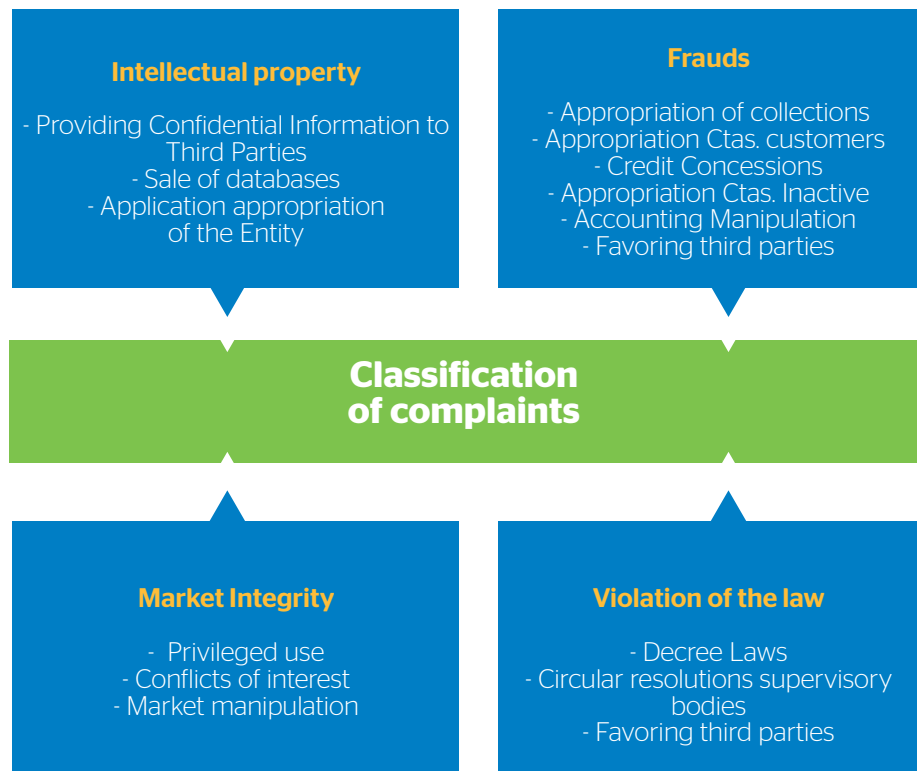 Intellectual property
- Providing Confidential Information to
Third Parties
- Sale of databases
- Application appropriation
of the Entity
Frauds
- Appropriation of collections
- Appropriation Ctas. customers
- Credit Concessions
- Appropriation Ctas. Inactive
- Accounting Manipulation
- Favoring third parties
Classification
of complaints
Market Integrity
- Privileged use
- Conflicts of interest
- Market manipulation
Violation of the law
- Decree Laws
- Circular resolutions supervisory
bodies
- Favoring third parties